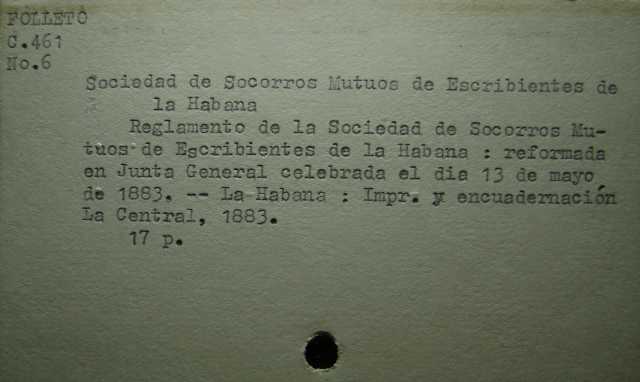 FOLLETO
C.461
No.6
Sociedad de Socorros Mutuos de Escribientes de
la Habana
Reglamento de la Sociedad de Socorros Mu-
tuos de Escribientes de la Habana : reformada
en Junta General celebrada el dia 13 de mayo
de 1883. -- La Habana : Impr. y encuadernación
La Central, 1883.
17 p.